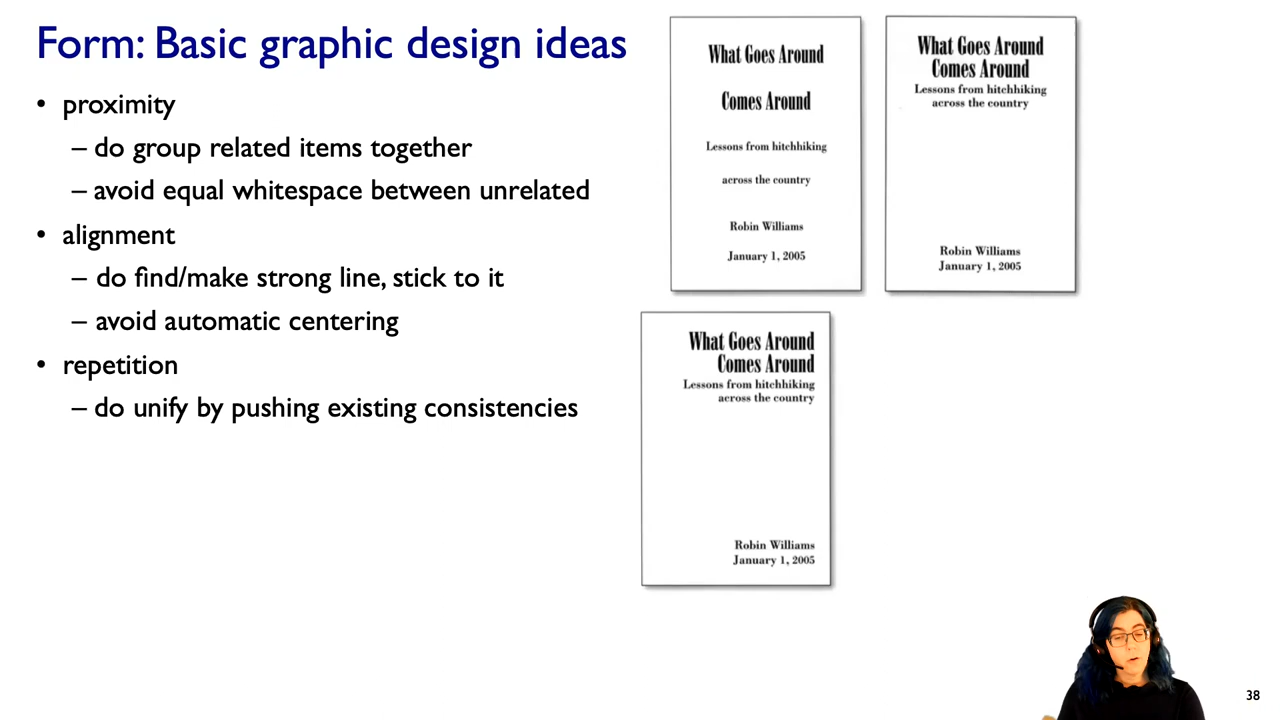 Form: Basic graphic design ideas
• proximity
– do group related items together
– avoid equal whitespace between unrelated
• alignment
– do find/make strong line, stick to it
– avoid automatic centering
• repetition
– do unify by pushing existing consistencies
What Goes Around
Comes Around
Lessons from hitchhiking
across the country
Robin Williams
January 1, 2005
What Goes Around
Comes Around
Lessons from hitchhiking
across the country
Robin Williams
January 1, 2005
What Goes Around
Comes Around
Lessons from hitchhiking
across the country
Robin Williams
January 1, 2005
38